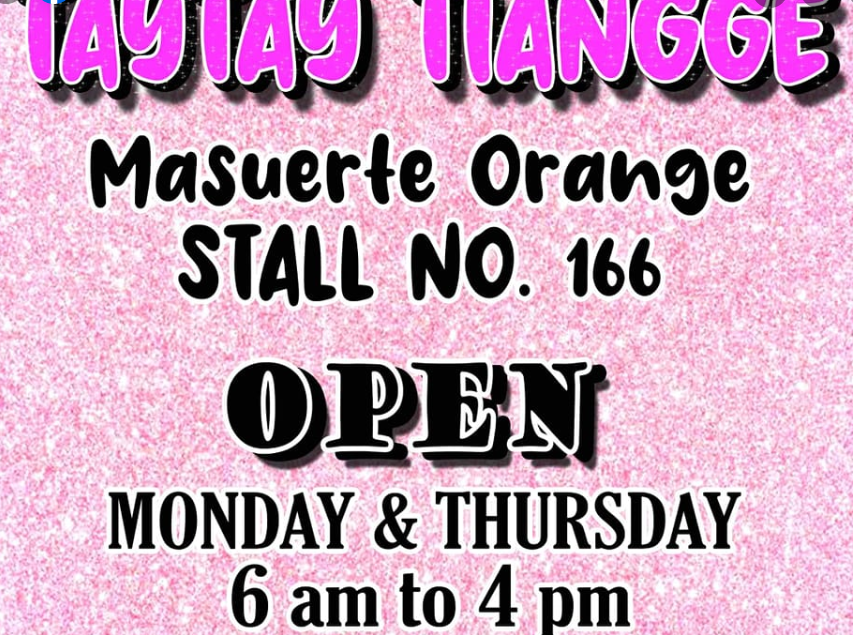 TAYTAY TIANGGE
Masuerte Orange
STALL NO. 166
OPEN
MONDAY & THURSDAY
6 am to 4 pm